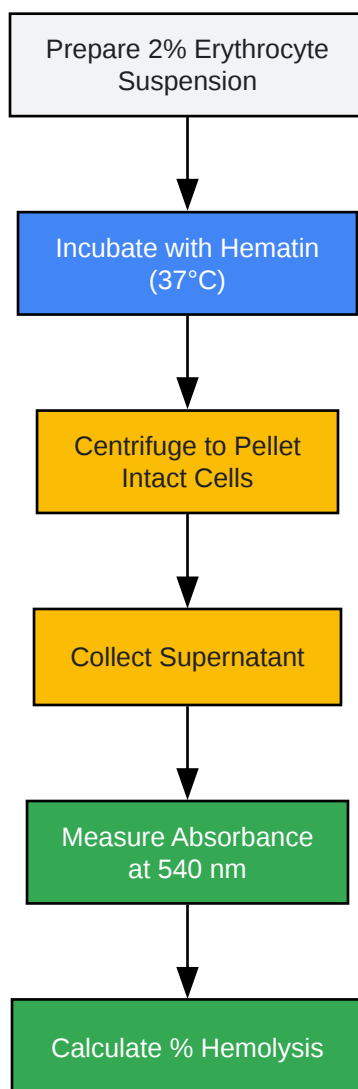 Prepare 2% Erythrocyte
Suspension
Incubate with Hematin
(37°C)
Centrifuge to Pellet
Intact Cells
Collect Supernatant
Measure Absorbance
at 540 nm
Calculate % Hemolysis